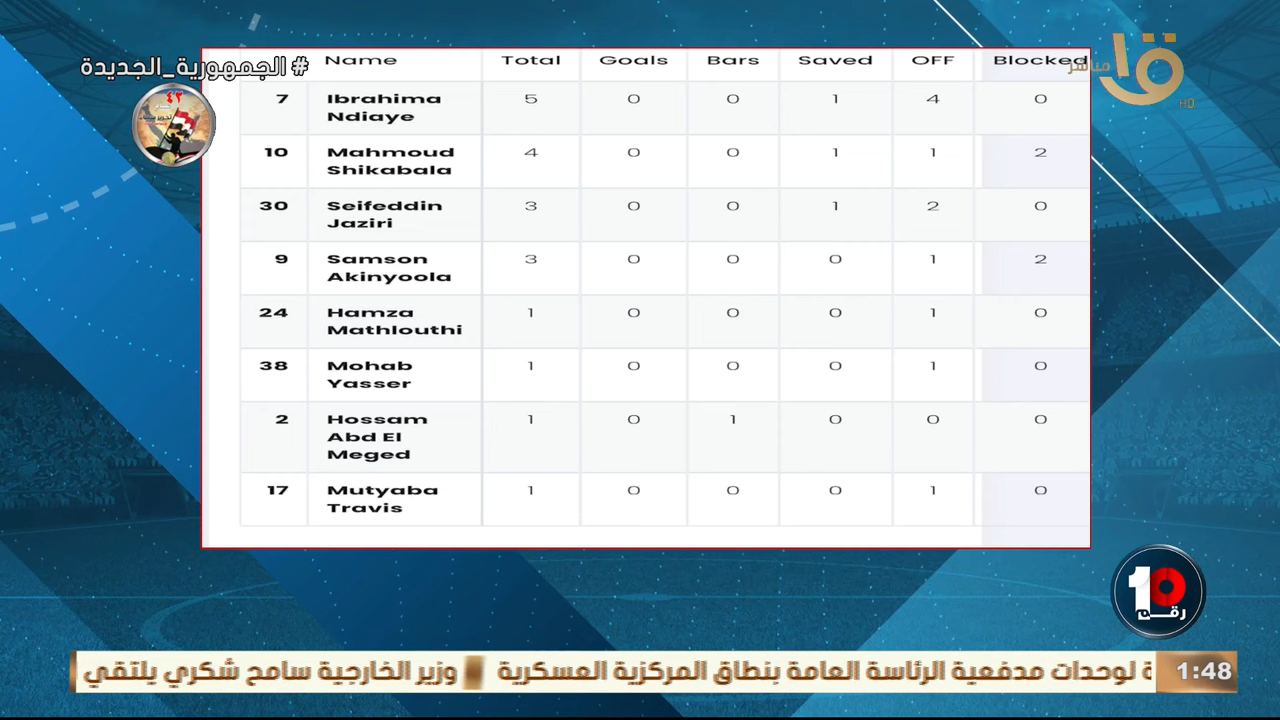 #الجمهورية_الجديدة
Name Total Goals Bars Saved OFF Blocked
مباشر
HD
7 Ibrahima Ndiaye 5 0 0 1 4 0
10 Mahmoud Shikabala 4 0 0 1 1 2
30 Seifeddin Jaziri 3 0 0 1 2 0
9 Samson Akinyoola 3 0 0 0 1 2
24 Hamza Mathlouthi 1 0 0 0 1 0
38 Mohab Yasser 1 0 0 0 1 0
2 Hossam Abd El Meged 1 0 1 0 0 0
17 Mutyaba Travis 1 0 0 0 1 0
10
رقم
ة لوحدات مدفعية الرئاسة العامة بنطاق المركزية العسكرية وزير الخارجية سامح شكري يلتقي
1:48